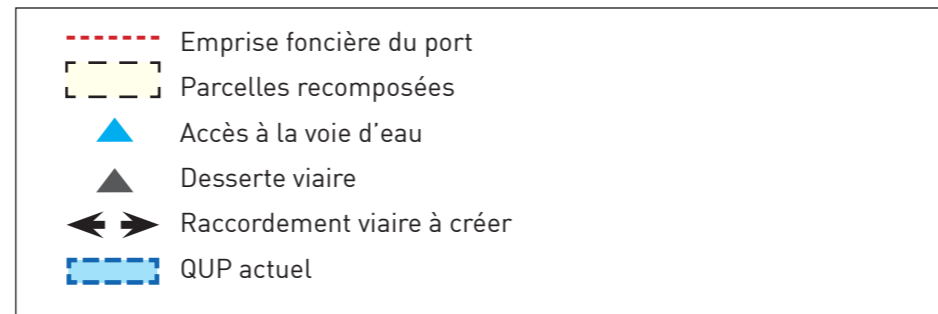 Emprise foncière du port
Parcelles recomposées
Accès à la voie d’eau
Desserte viaire
Raccordement viaire à créer
QUP actuel